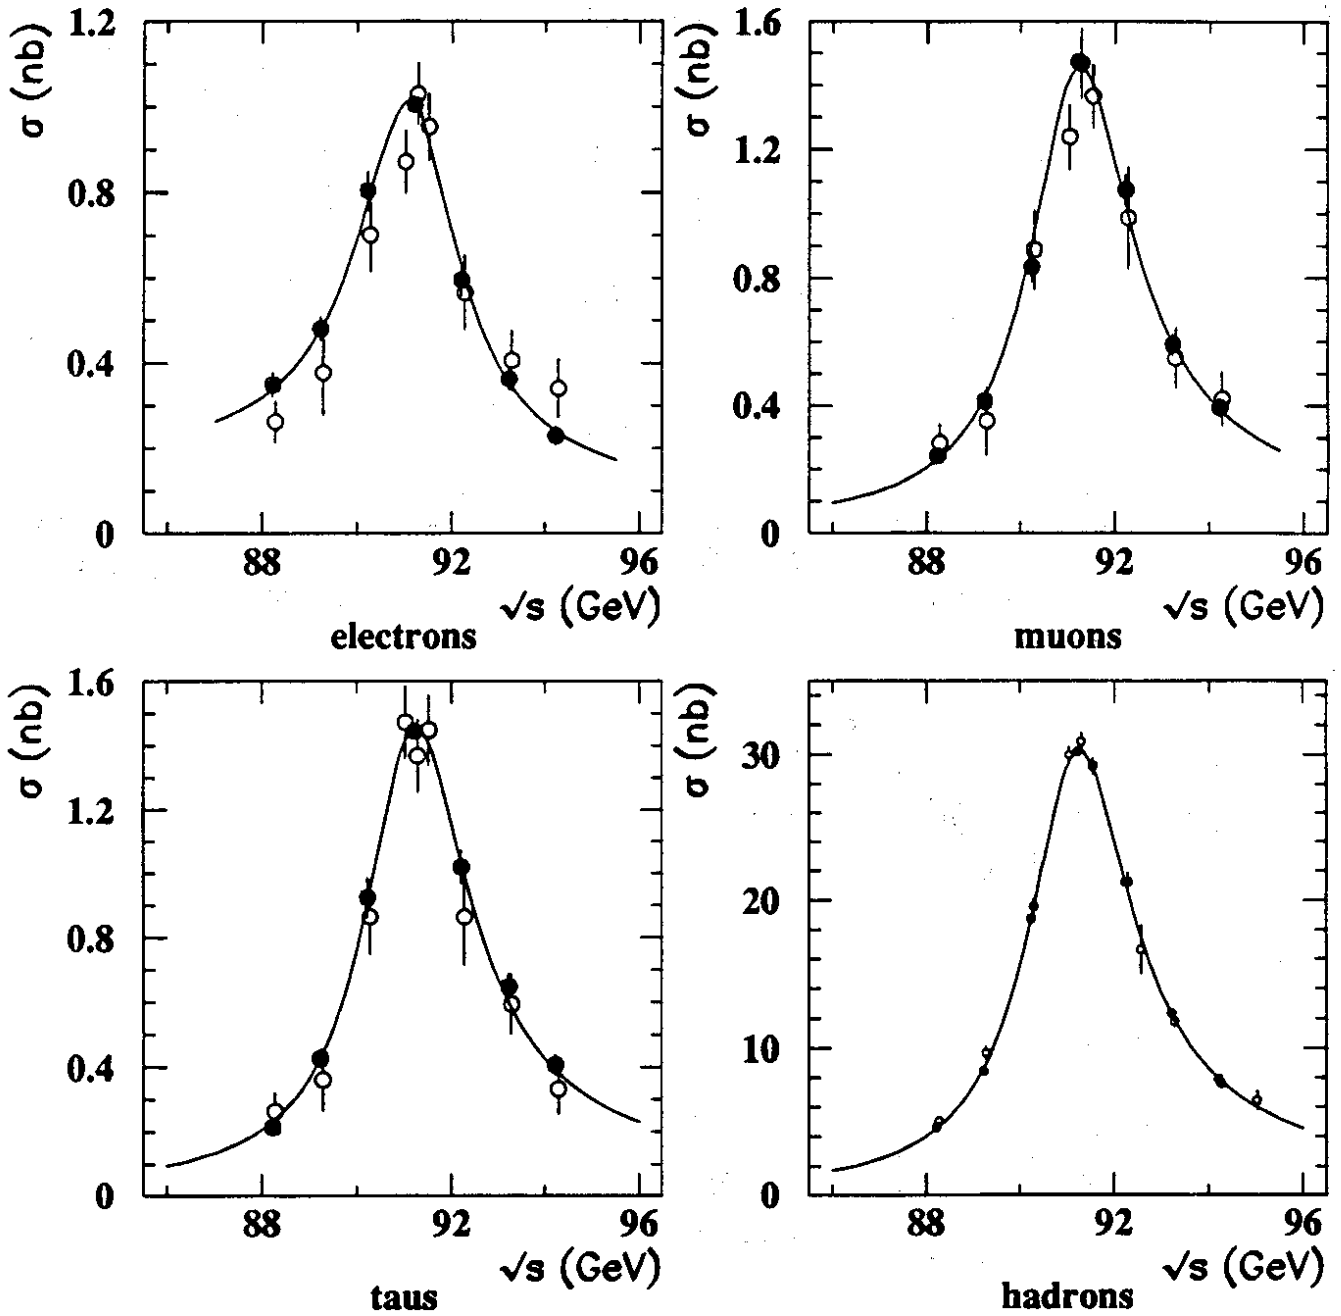 σ (nb)
1.2
0.8
0.4
0
88 92 96
√s (GeV)
electrons
σ (nb)
1.6
1.2
0.8
0.4
0
88 92 96
√s (GeV)
muons
σ (nb)
1.6
1.2
0.8
0.4
0
88 92 96
√s (GeV)
taus
σ (nb)
30
20
10
0
88 92 96
√s (GeV)
hadrons